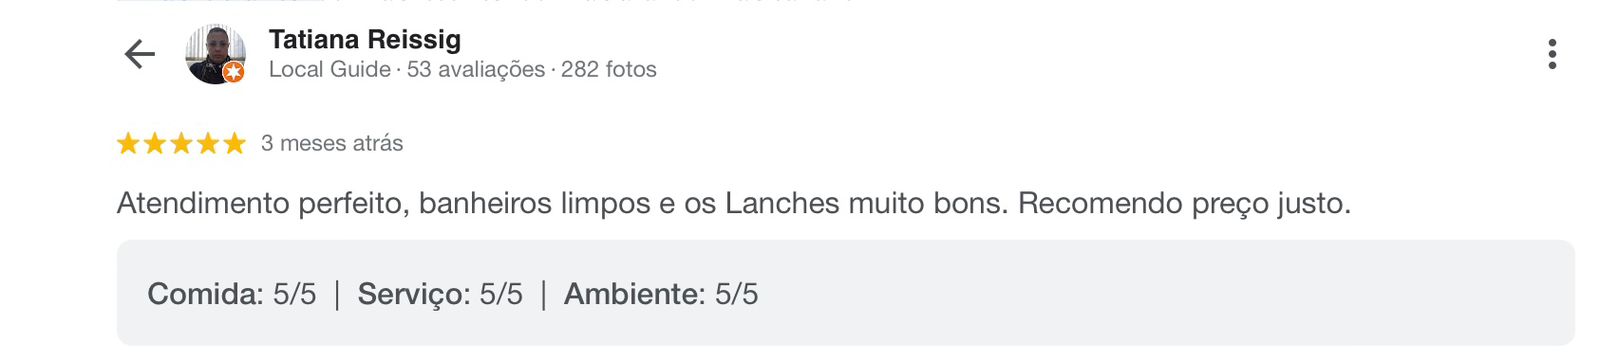 Tatiana Reissig
Local Guide · 53 avaliações · 282 fotos
3 meses atrás
Atendimento perfeito, banheiros limpos e os Lanches muito bons. Recomendo preço justo.
Comida: 5/5 | Serviço: 5/5 | Ambiente: 5/5